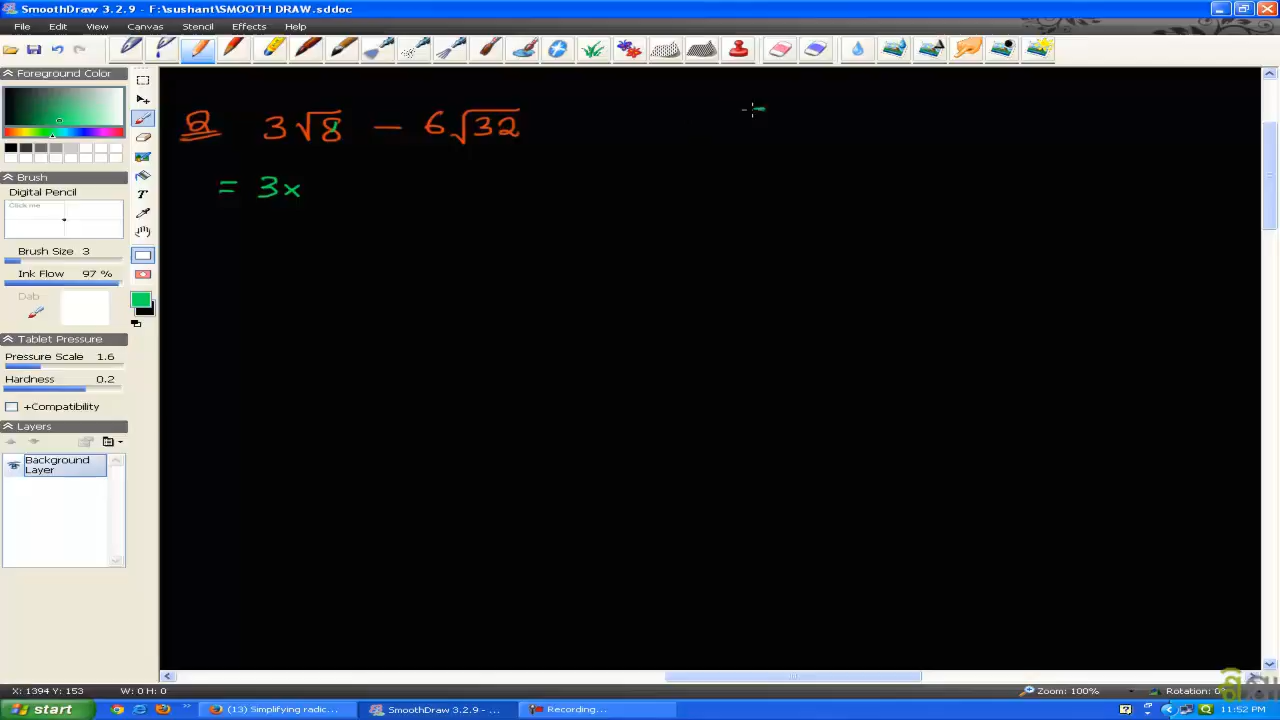 SmoothDraw 3.2.9 - F:\sushant\SMOOTH DRAW.sddoc
File Edit View Canvas Stencil Effects Help
Foreground Color
Q 3√8 − 6√32
= 3x
Brush
Digital Pencil
Click me
Brush Size 3
Ink Flow 97 %
Dab
Tablet Pressure
Pressure Scale 1.6
Hardness 0.2
+Compatibility
Layers
Background Layer
X: 1394 Y: 153 W: 0 H: 0 Zoom: 100% Rotation: 0
start (13) Simplifying radic... SmoothDraw 3.2.9 - ... Recording... 11:52 PM